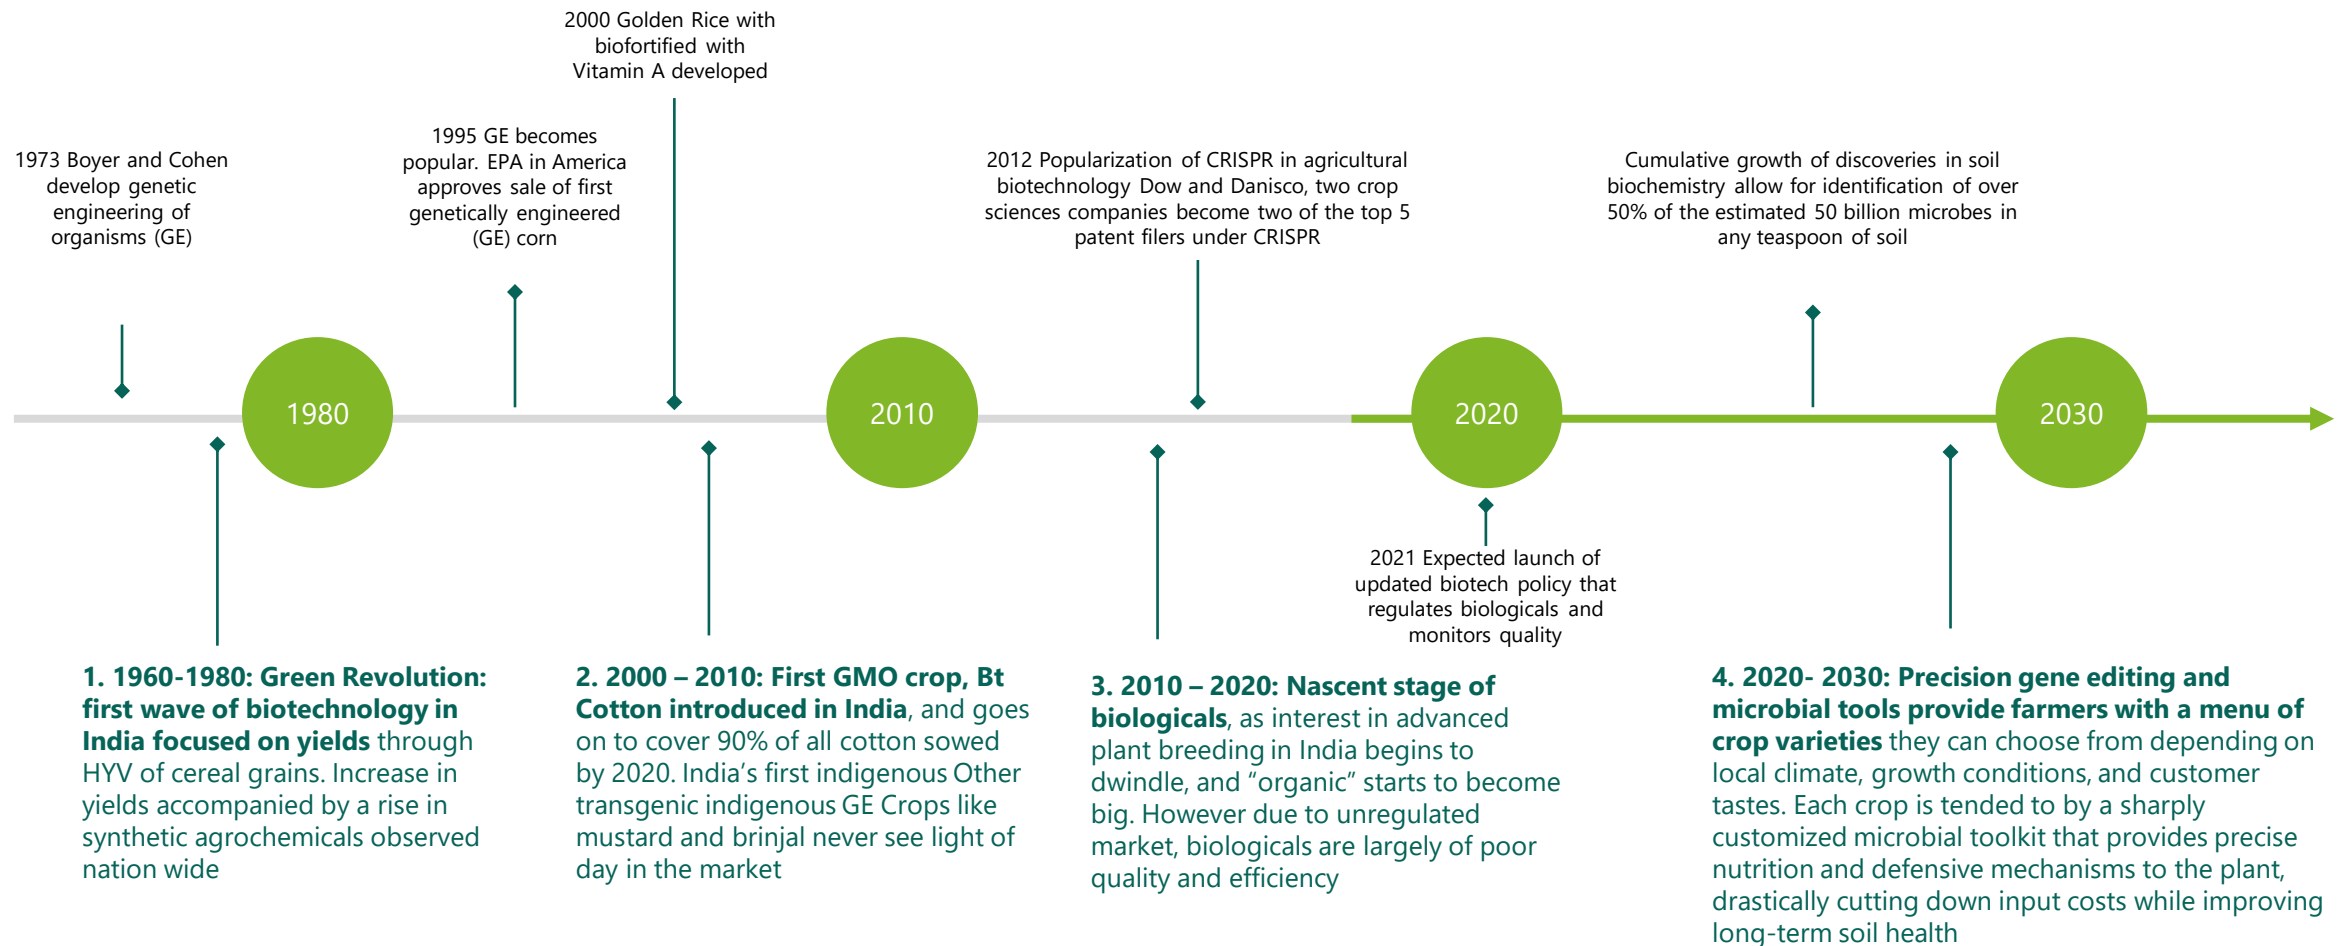 2000 Golden Rice with
biofortified with
Vitamin A developed
1973 Boyer and Cohen
develop genetic
engineering of
organisms (GE)
1995 GE becomes
popular. EPA in America
approves sale of first
genetically engineered
(GE) corn
2012 Popularization of CRISPR in agricultural
biotechnology Dow and Danisco, two crop
sciences companies become two of the top 5
patent filers under CRISPR
Cumulative growth of discoveries in soil
biochemistry allow for identification of over
50% of the estimated 50 billion microbes in
any teaspoon of soil
1980
2010
2020
2030
2021 Expected launch of
updated biotech policy that
regulates biologicals and
monitors quality
1. 1960-1980: Green Revolution:
first wave of biotechnology in
India focused on yields through
HYV of cereal grains. Increase in
yields accompanied by a rise in
synthetic agrochemicals observed
nation wide
2. 2000 – 2010: First GMO crop, Bt
Cotton introduced in India, and goes
on to cover 90% of all cotton sowed
by 2020. India’s first indigenous Other
transgenic indigenous GE Crops like
mustard and brinjal never see light of
day in the market
3. 2010 – 2020: Nascent stage of
biologicals, as interest in advanced
plant breeding in India begins to
dwindle, and “organic” starts to become
big. However due to unregulated
market, biologicals are largely of poor
quality and efficiency
4. 2020- 2030: Precision gene editing and
microbial tools provide farmers with a menu of
crop varieties they can choose from depending on
local climate, growth conditions, and customer
tastes. Each crop is tended to by a sharply
customized microbial toolkit that provides precise
nutrition and defensive mechanisms to the plant,
drastically cutting down input costs while improving
long-term soil health